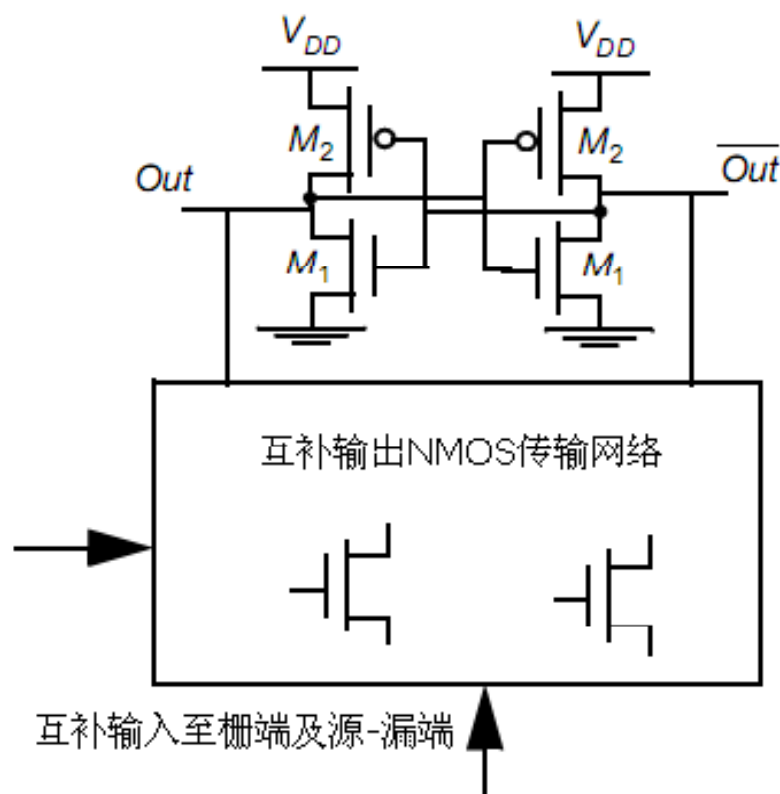 V_DD V_DD
M_2 M_2
Out \overline{Out}
M_1 M_1
互补输出NMOS传输网络
互补输入至栅端及源-漏端